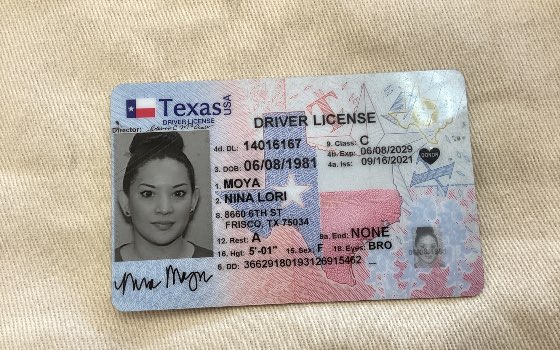 Texas USA
DRIVER LICENSE
Director:
DRIVER LICENSE
4d. DL: 14016167 9. Class: C
4b. Exp: 06/08/2029
3. DOB: 06/08/1981 4a. Iss: 09/16/2021
1. MOYA
2. NINA LORI
8. 8660 6TH ST
FRISCO, TX 75034
12. Rest: A 9a. End: NONE
16. Hgt: 5'-01" 15. Sex: F 18. Eyes: BRO
5. DD: 36629180193126915462
DONOR
Nina Moya